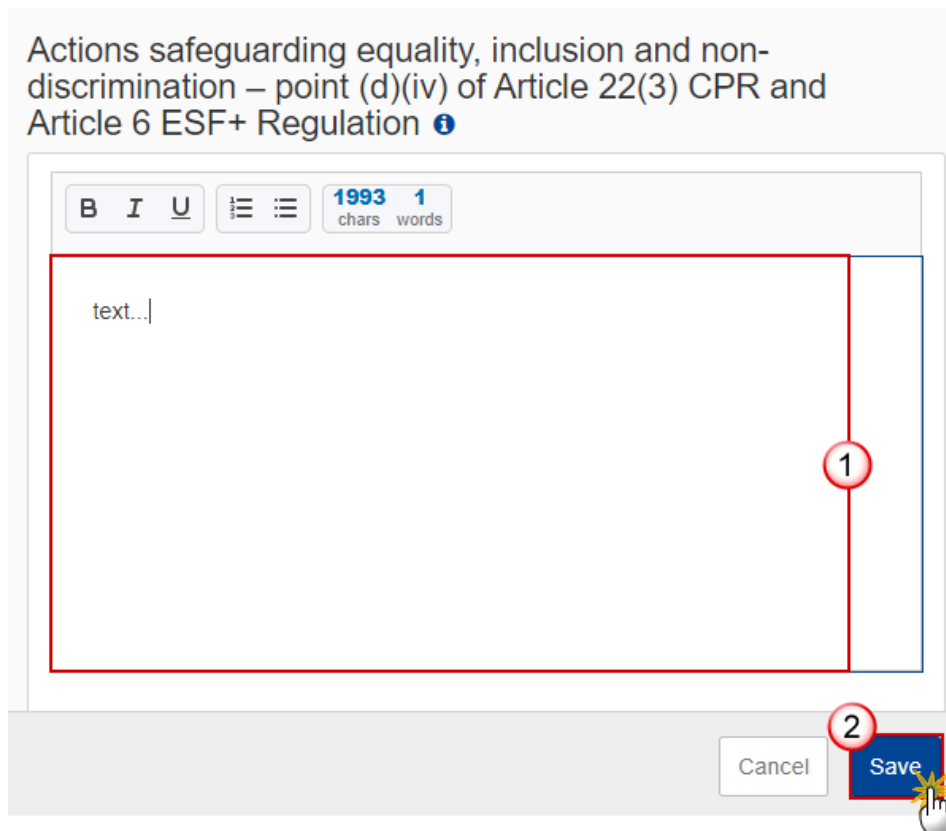 Actions safeguarding equality, inclusion and non-
discrimination – point (d)(iv) of Article 22(3) CPR and
Article 6 ESF+ Regulation i
B I U 1993 1
chars words
text...
1
2
Cancel Save